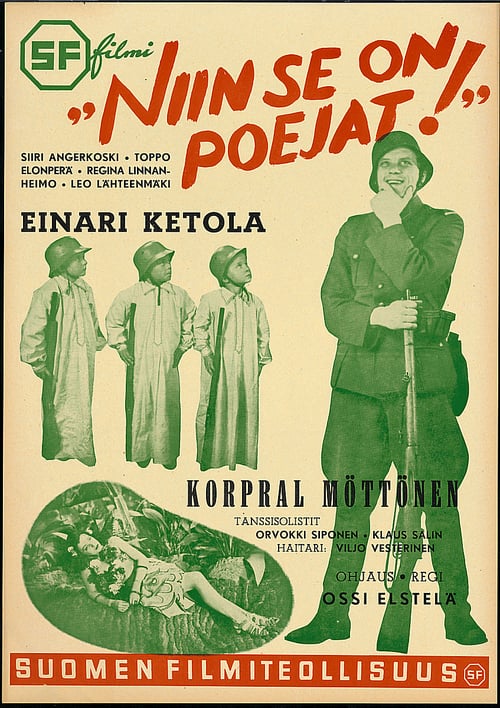 SF filmi
„NIIN SE ON
POEJAT!”
SIIRI ANGERKOSKI • TOPPO
ELONPERÄ • REGINA LINNAN-
HEIMO • LEO LÄHTEENMÄKI
EINARI KETOLA
KORPRAL MÖTTÖNEN
TANSSISOLISTIT
ORVOKKI SIPONEN • KLAUS SALIN
HAITARI: VILJO VESTERINEN
OHJAUS • REGI
OSSI ELSTELÄ
SUOMEN FILMITEOLLISUUS SF